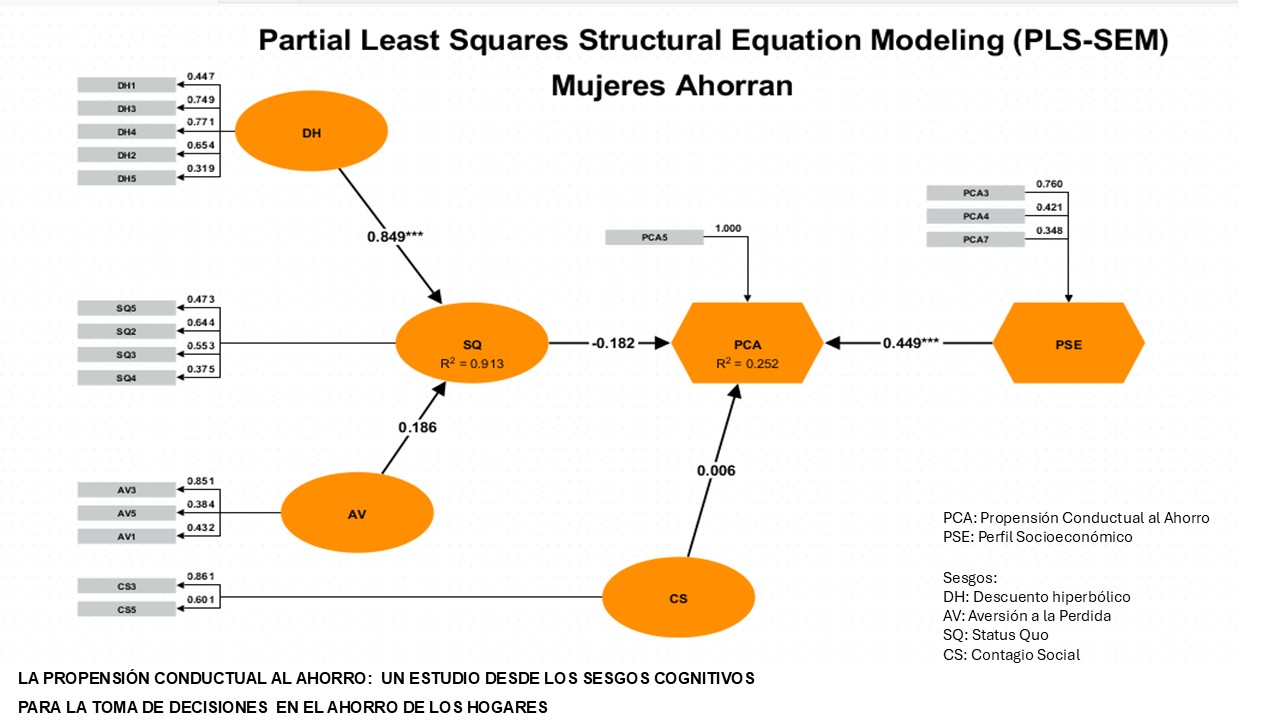 Partial Least Squares Structural Equation Modeling (PLS-SEM)
Mujeres Ahorran
DH1
0.447
DH3
0.749
DH4
0.771
DH2
0.654
DH5
0.319
DH
0.849***
PCA3
0.760
PCA4
0.421
PCA7
0.348
PCA5
1.000
SQ5
0.473
SQ2
0.644
SQ3
0.553
SQ4
0.375
SQ
R² = 0.913
-0.182
PCA
R² = 0.252
0.449***
PSE
0.186
0.006
AV3
0.851
AV5
0.384
AV1
0.432
AV
CS3
0.861
CS5
0.601
CS
PCA: Propensión Conductual al Ahorro
PSE: Perfil Socioeconómico
Sesgos:
DH: Descuento hiperbólico
AV: Aversión a la Perdida
SQ: Status Quo
CS: Contagio Social
LA PROPENSIÓN CONDUCTUAL AL AHORRO: UN ESTUDIO DESDE LOS SESGOS COGNITIVOS
PARA LA TOMA DE DECISIONES EN EL AHORRO DE LOS HOGARES